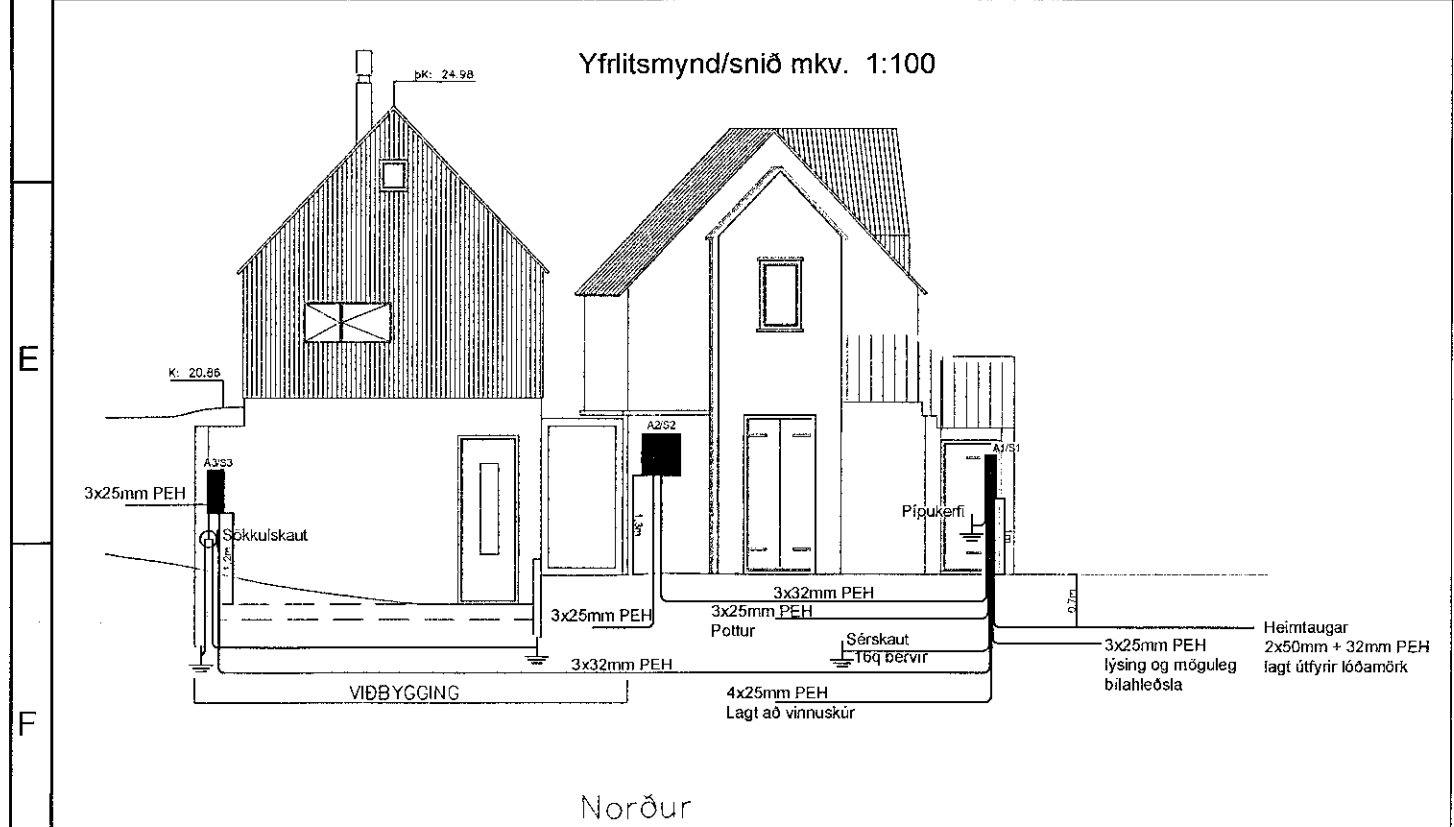 Yfrlitsmynd/snið mkv. 1:100
þK: 24.98
E
K: 20.86
A2/S2
A1/S1
A3/S3
3x25mm PEH
Pípukerfi
Sökkulskaut
1.3m
1.2m
3x32mm PEH
3x25mm PEH
3x25mm PEH
Pottur
0.7m
Heimtaugar
2x50mm + 32mm PEH
lagt útfyrir lóðamörk
Sérskaut
16q bervír
3x25mm PEH
lýsing og möguleg
bílahleðsla
3x32mm PEH
VIÐBYGGING
4x25mm PEH
Lagt að vinnuskúr
F
Norður